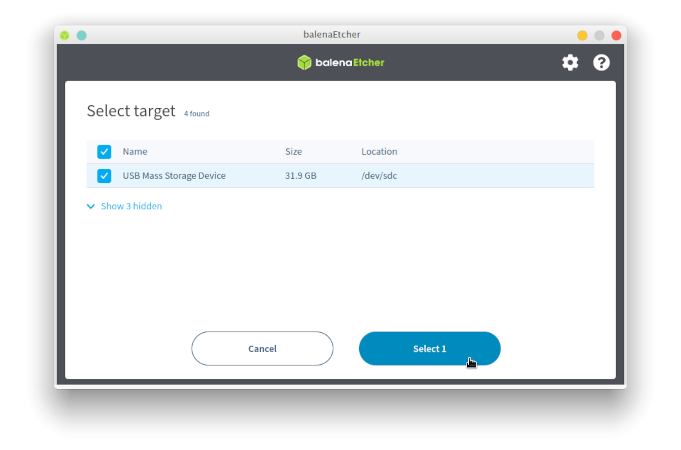 balenaEtcher
balenaEtcher
Select target 4 found
Name Size Location
USB Mass Storage Device 31.9 GB /dev/sdc
Show 3 hidden
Cancel Select 1